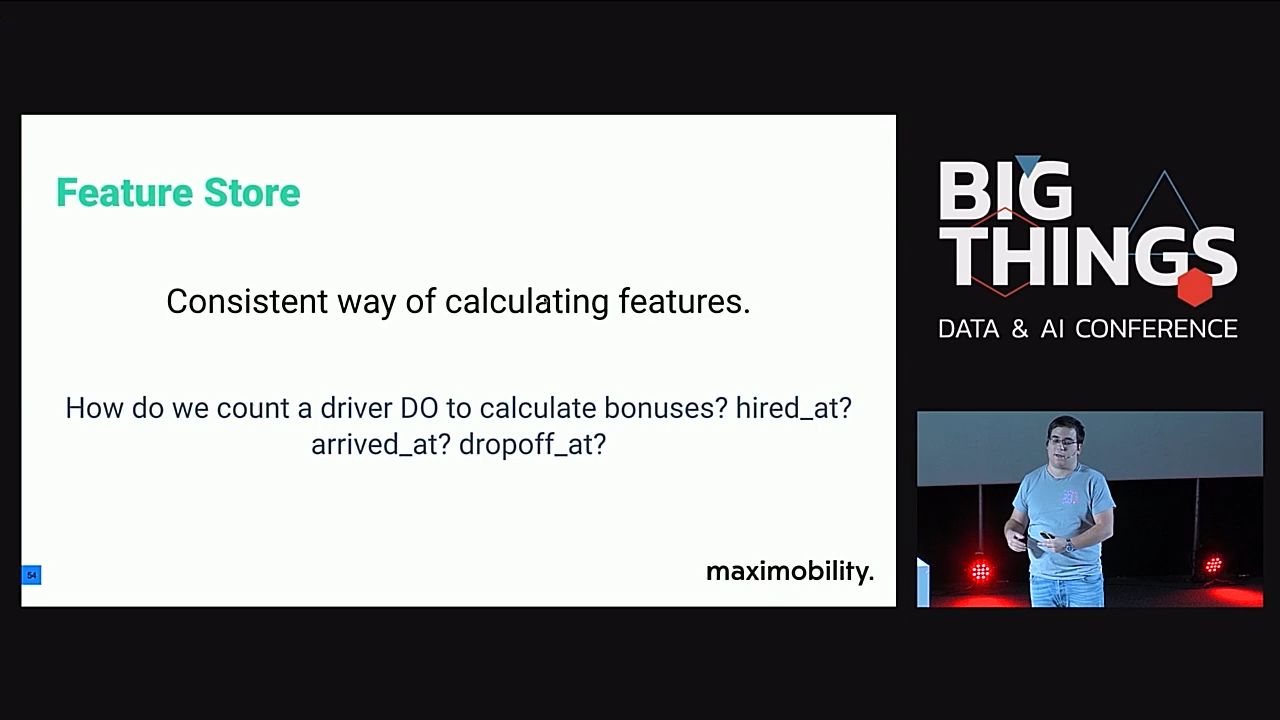 Feature Store
Consistent way of calculating features.
How do we count a driver DO to calculate bonuses? hired_at?
arrived_at? dropoff_at?
54
maximobility.
BIG
THINGS
DATA & AI CONFERENCE